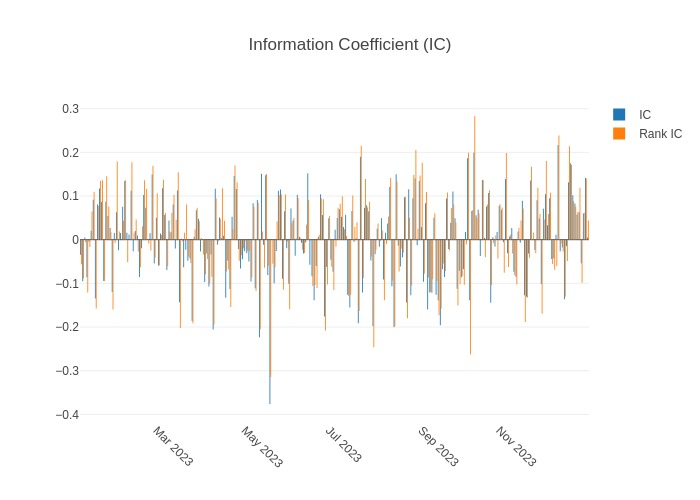 Information Coefficient (IC)
IC
Rank IC
0.3
0.2
0.1
0
−0.1
−0.2
−0.3
−0.4
Mar 2023
May 2023
Jul 2023
Sep 2023
Nov 2023